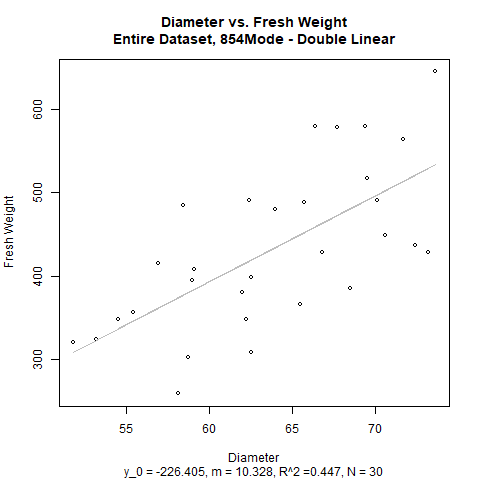 Diameter vs. Fresh Weight
Entire Dataset, 854Mode - Double Linear
600
500
400
300
Fresh Weight
55 60 65 70
Diameter
y_0 = -226.405, m = 10.328, R^2 =0.447, N = 30